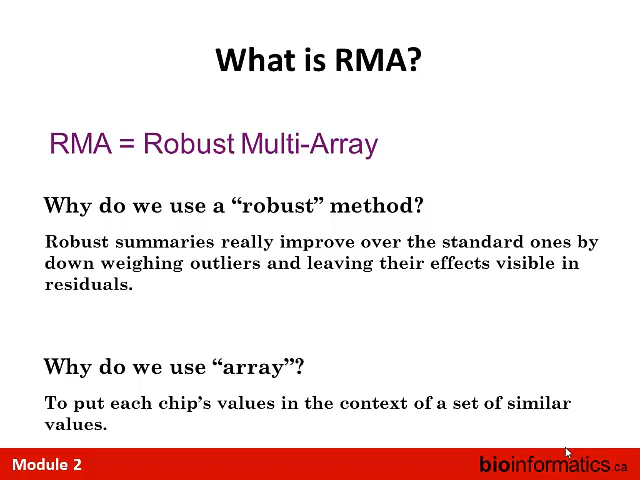 What is RMA?
RMA = Robust Multi-Array
Why do we use a “robust” method?
Robust summaries really improve over the standard ones by
down weighing outliers and leaving their effects visible in
residuals.
Why do we use “array”?
To put each chip’s values in the context of a set of similar
values.
Module 2
bioinformatics.ca